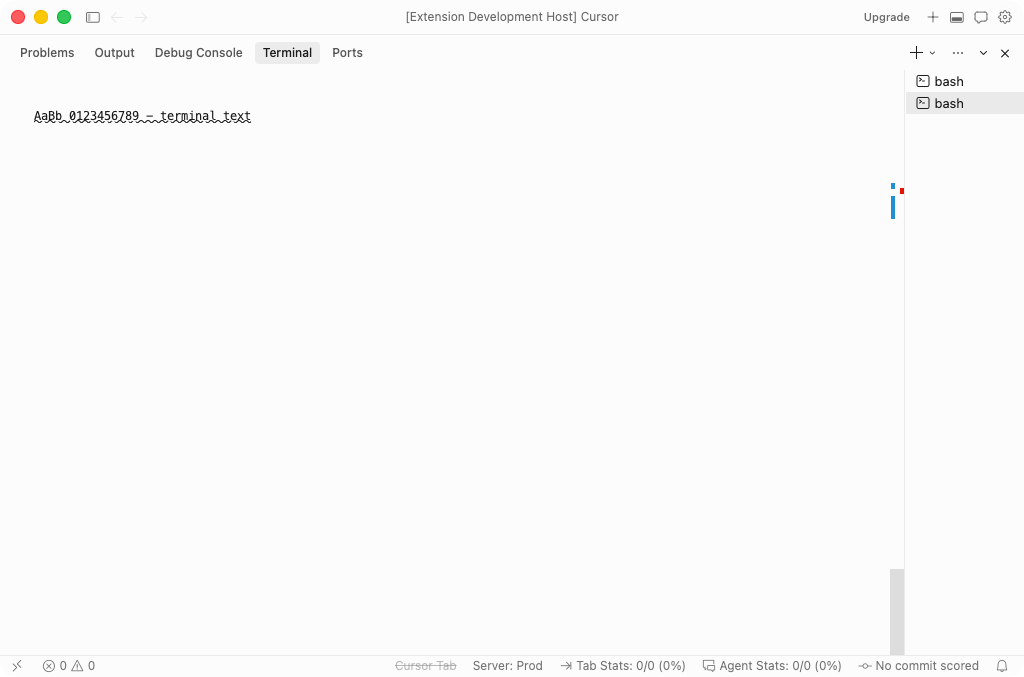 [Extension Development Host] Cursor
Upgrade
Problems Output Debug Console Terminal Ports
bash
bash
AaBb 0123456789 — terminal text
0 0
Cursor Tab Server: Prod Tab Stats: 0/0 (0%) Agent Stats: 0/0 (0%) No commit scored